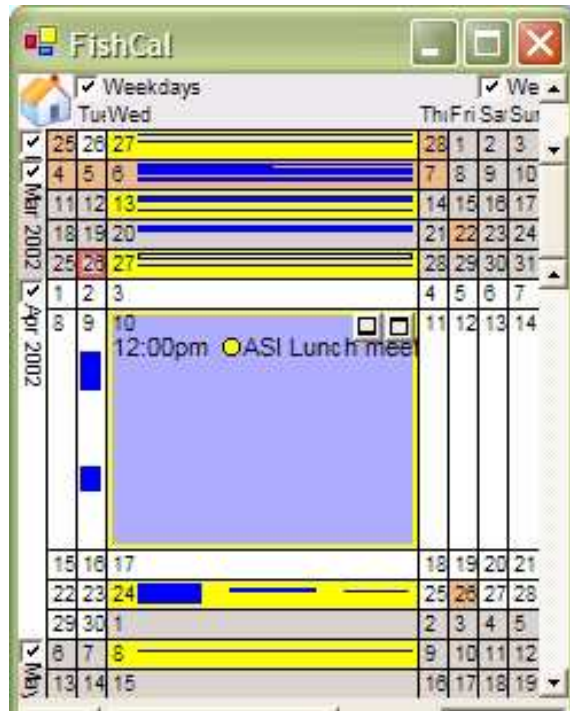 FishCal
Weekdays We
Tue Wed Thu Fri Sat Sun
25 26 27 28 1 2 3
4 5 6 7 8 9 10
Mar 2002
11 12 13 14 15 16 17
18 19 20 21 22 23 24
25 26 27 28 29 30 31
Apr 2002
1 2 3 4 5 6 7
8 9 10 11 12 13 14
12:00pm ASI Lunch meet
15 16 17 18 19 20 21
22 23 24 25 26 27 28
29 30 1 2 3 4 5
May
6 7 8 9 10 11 12
13 14 15 16 17 18 19